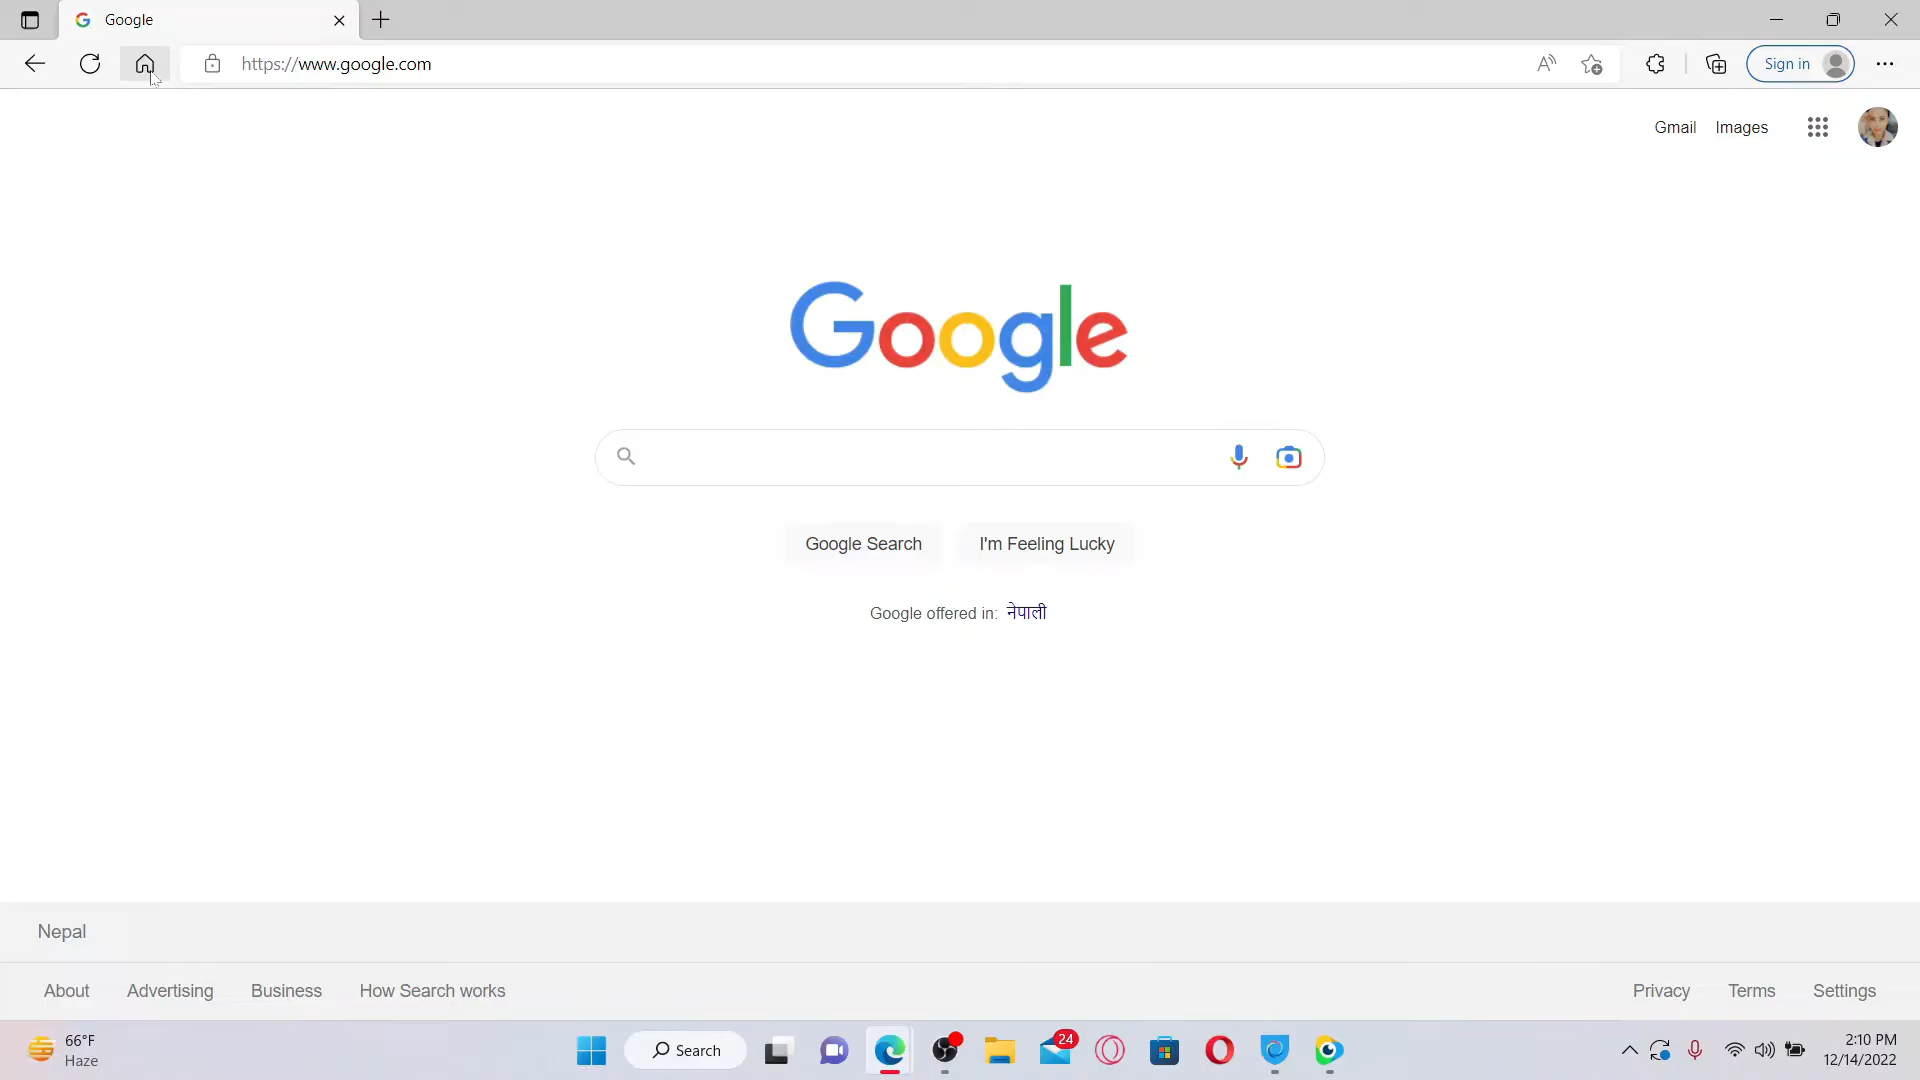 Google
https://www.google.com
Sign in
Gmail Images
Google
Google Search I'm Feeling Lucky
Google offered in: नेपाली
Nepal
About Advertising Business How Search works Privacy Terms Settings
66°F
Haze
Search
24
2:10 PM
12/14/2022